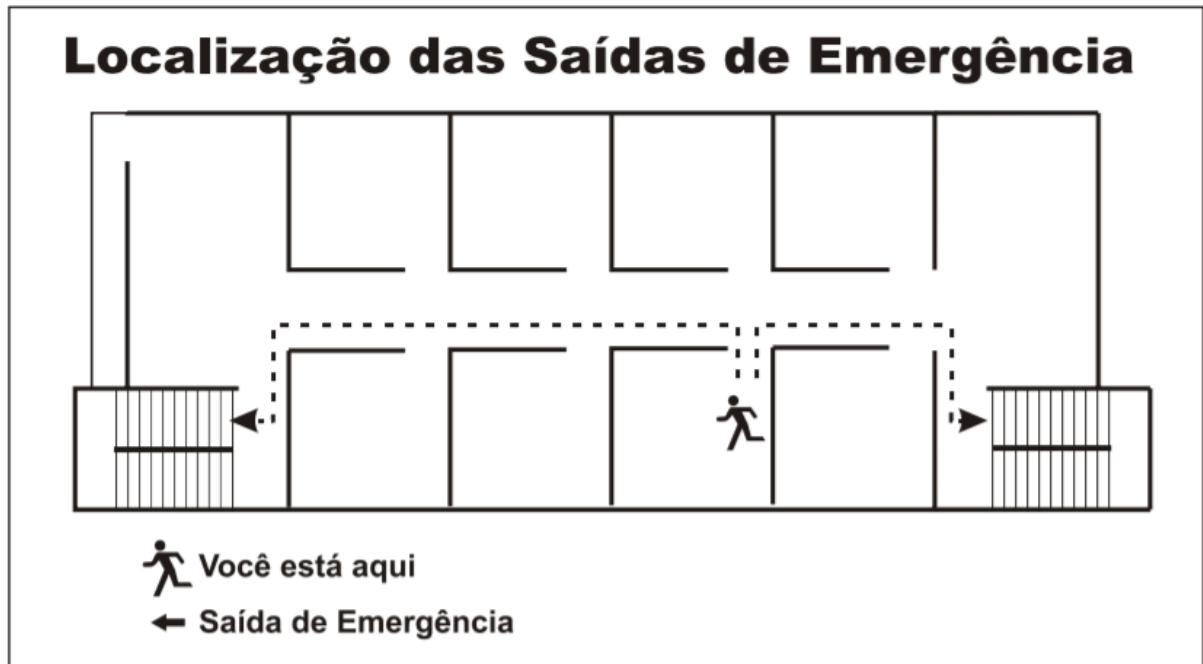 Localização das Saídas de Emergência
Você está aqui
Saída de Emergência